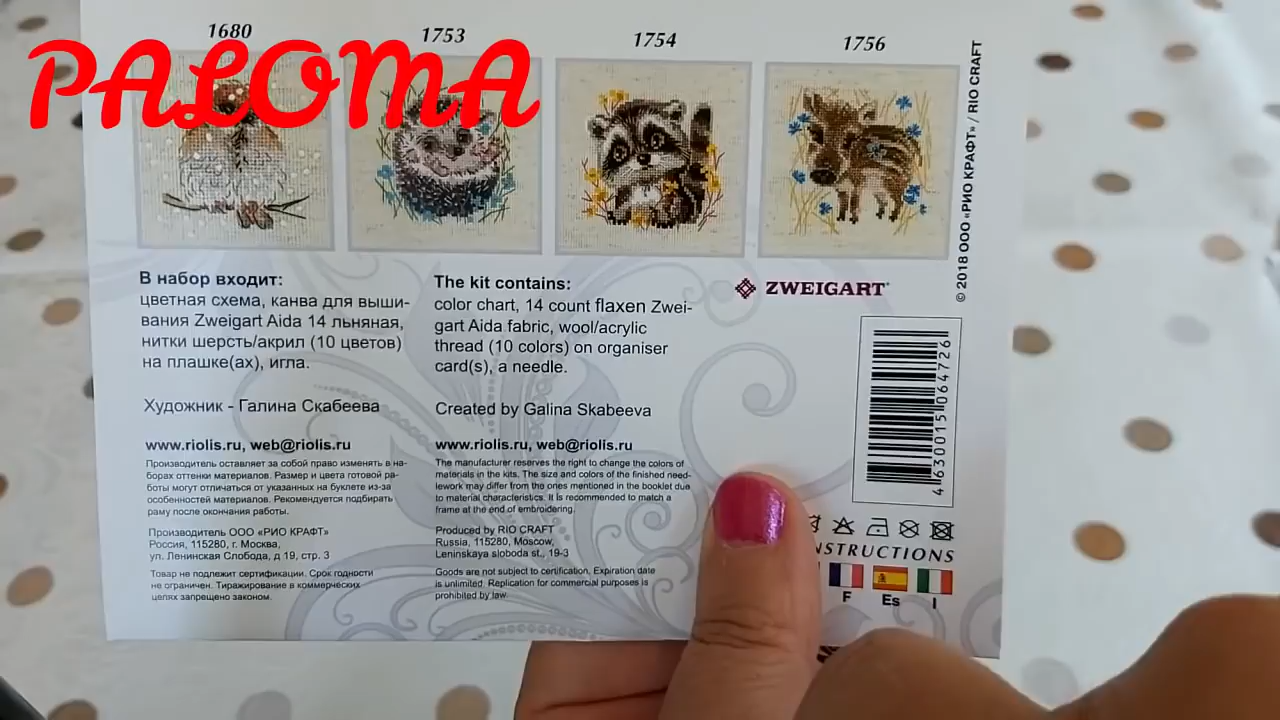 1680
1753
1754
1756
PALOMA
© 2018 ООО «РИО КРАФТ» / RIO CRAFT
В набор входит:
цветная схема, канва для выши-
вания Zweigart Aida 14 льняная,
нитки шерсть/акрил (10 цветов)
на плашке(ах), игла.
Художник - Галина Скабеева
www.riolis.ru, web@riolis.ru
Производитель оставляет за собой право изменять в на-
борах оттенки материалов. Размер и цвета готовой ра-
боты могут отличаться от указанных на буклете из-за
особенностей материалов. Рекомендуется подбирать
раму после окончания работы.
Производитель ООО «РИО КРАФТ»
Россия, 115280, г. Москва,
ул. Ленинская Слобода, д 19, стр. 3
Товар не подлежит сертификации. Срок годности
не ограничен. Тиражирование в коммерческих
целях запрещено законом.
The kit contains:
color chart, 14 count flaxen Zwei-
gart Aida fabric, wool/acrylic
thread (10 colors) on organiser
card(s), a needle.
Created by Galina Skabeeva
www.riolis.ru, web@riolis.ru
The manufacturer reserves the right to change the colors of
materials in the kits. The size and colors of the finished need-
lework may differ from the ones mentioned in the booklet due
to material characteristics. It is recommended to match a
frame at the end of embroidering.
Produced by RIO CRAFT
Russia, 115280, Moscow,
Leninskaya sloboda st., 19-3
Goods are not subject to certification. Expiration date
is unlimited. Replication for commercial purposes is
prohibited by law.
ZWEIGART
4630015064726
NSTRUCTIONS
F Es I